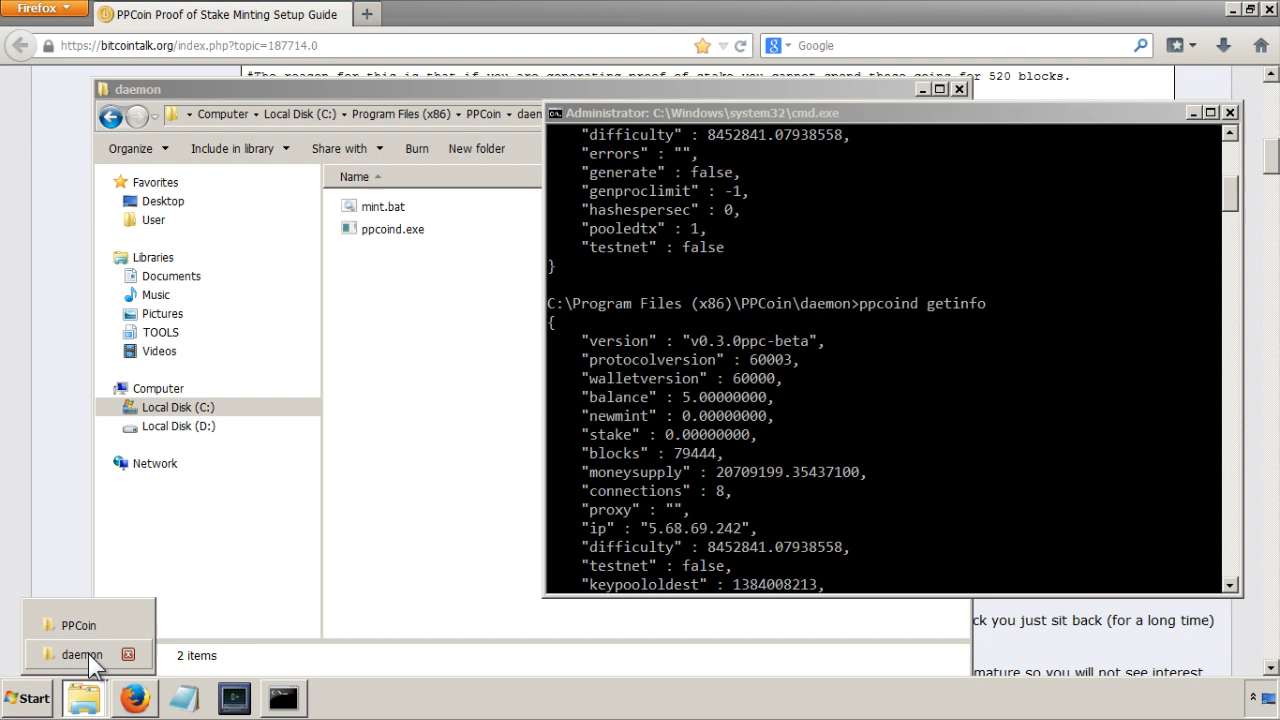 Firefox
PPCoin Proof of Stake Minting Setup Guide
https://bitcointalk.org/index.php?topic=187714.0
Google
#The reason for this is that if you are generating proof of stake you cannot spend those coins for 520 blocks.
daemon
Computer Local Disk (C:) Program Files (x86) PPCoin daen
Organize Include in library Share with Burn New folder
Favorites
Desktop
User
Libraries
Documents
Music
Pictures
TOOLS
Videos
Computer
Local Disk (C:)
Local Disk (D:)
Network
Name
mint.bat
ppcoind.exe
Administrator: C:\Windows\system32\cmd.exe
"difficulty" : 8452841.07938558,
"errors" : "",
"generate" : false,
"genproclimit" : -1,
"hashespersec" : 0,
"pooledtx" : 1,
"testnet" : false
}
C:\Program Files (x86)\PPCoin\daemon>ppcoind getinfo
{
"version" : "v0.3.0ppc-beta",
"protocolversion" : 60003,
"walletversion" : 60000,
"balance" : 5.00000000,
"newmint" : 0.00000000,
"stake" : 0.00000000,
"blocks" : 79444,
"moneysupply" : 20709199.35437100,
"connections" : 8,
"proxy" : "",
"ip" : "5.68.69.242",
"difficulty" : 8452841.07938558,
"testnet" : false,
"keypoololdest" : 1384008213,
ck you just sit back (for a long time)
mature so you will not see interest
2 items
PPCoin
daemon
Start